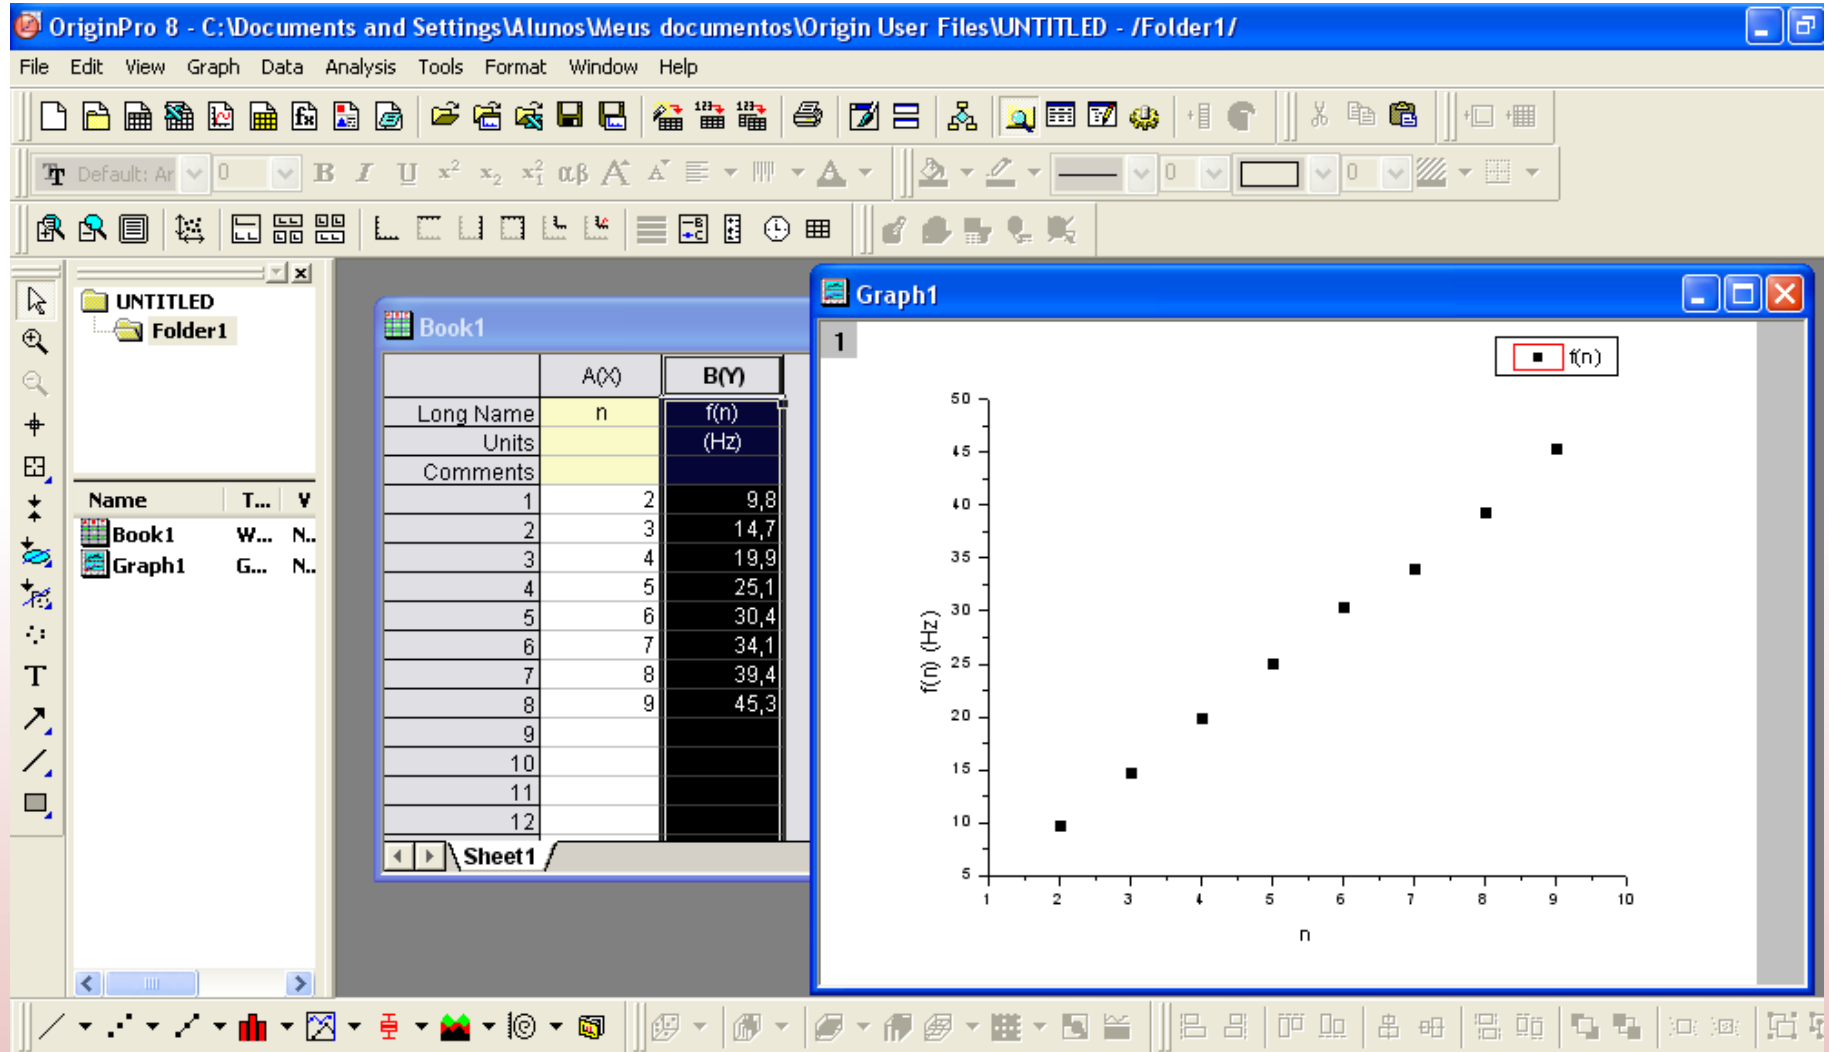 OriginPro 8 - C:\Documents and Settings\Alunos\Meus documentos\Origin User Files\UNTITLED - /Folder1/
File Edit View Graph Data Analysis Tools Format Window Help
Default: Ar 0 B I U x² x₂ αβ A A A 0 0
UNTITLED
Folder1
Name T... V
Book1 W... N..
Graph1 G... N..
T
Book1
A(X) B(Y)
Long Name n f(n)
Units (Hz)
Comments
1 2 9,8
2 3 14,7
3 4 19,9
4 5 25,1
5 6 30,4
6 7 34,1
7 8 39,4
8 9 45,3
9
10
11
12
Sheet1
Graph1
1
f(n)
50
45
40
35
30
25
20
15
10
5
f(n) (Hz)
1 2 3 4 5 6 7 8 9 10
n